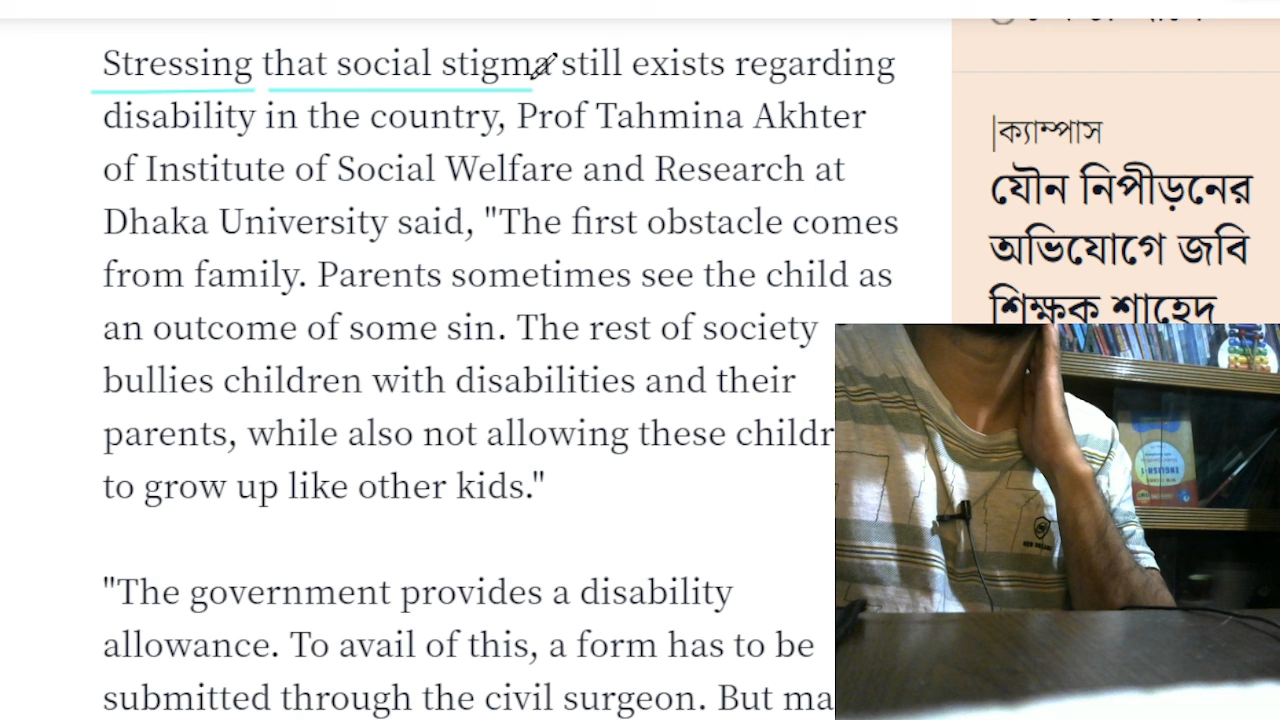 Stressing that social stigma still exists regarding
disability in the country, Prof Tahmina Akhter
of Institute of Social Welfare and Research at
Dhaka University said, "The first obstacle comes
from family. Parents sometimes see the child as
an outcome of some sin. The rest of society
bullies children with disabilities and their
parents, while also not allowing these childr
to grow up like other kids."
"The government provides a disability
allowance. To avail of this, a form has to be
submitted through the civil surgeon. But ma
|ক্যাম্পাস
যৌন নিপীড়নের
অভিযোগে জবি
শিক্ষক শাহেদ